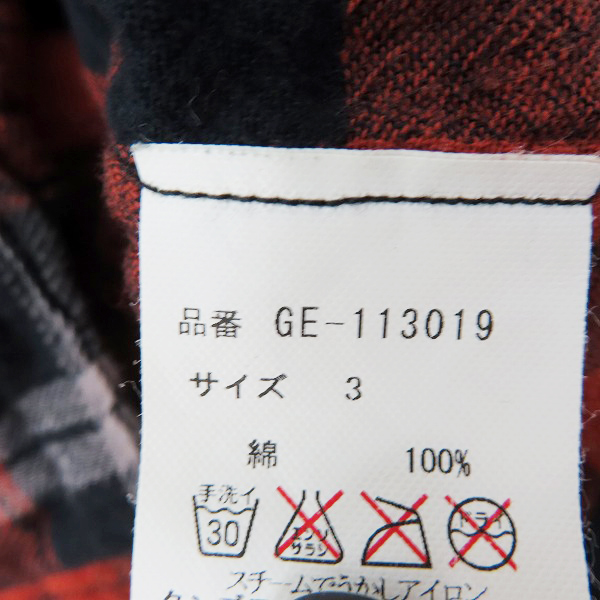 品番 GE-113019
サイズ 3
綿 100%
手洗イ 30 エンソ サラシ ドライ
スチームでうかしアイロン